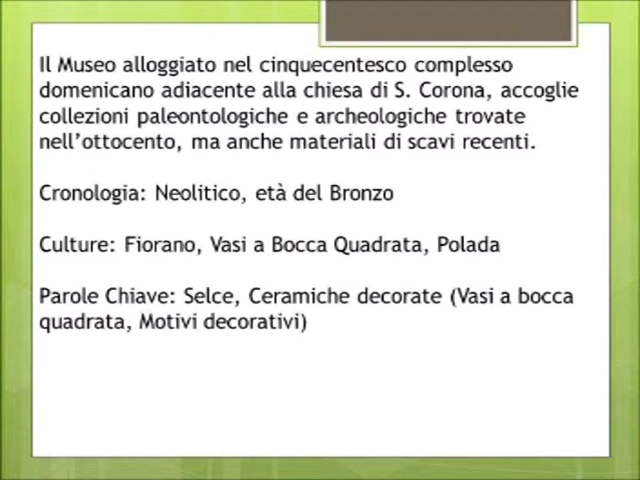 Il Museo alloggiato nel cinquecentesco complesso
domenicano adiacente alla chiesa di S. Corona, accoglie
collezioni paleontologiche e archeologiche trovate
nell’ottocento, ma anche materiali di scavi recenti.
Cronologia: Neolitico, età del Bronzo
Culture: Fiorano, Vasi a Bocca Quadrata, Polada
Parole Chiave: Selce, Ceramiche decorate (Vasi a bocca
quadrata, Motivi decorativi)